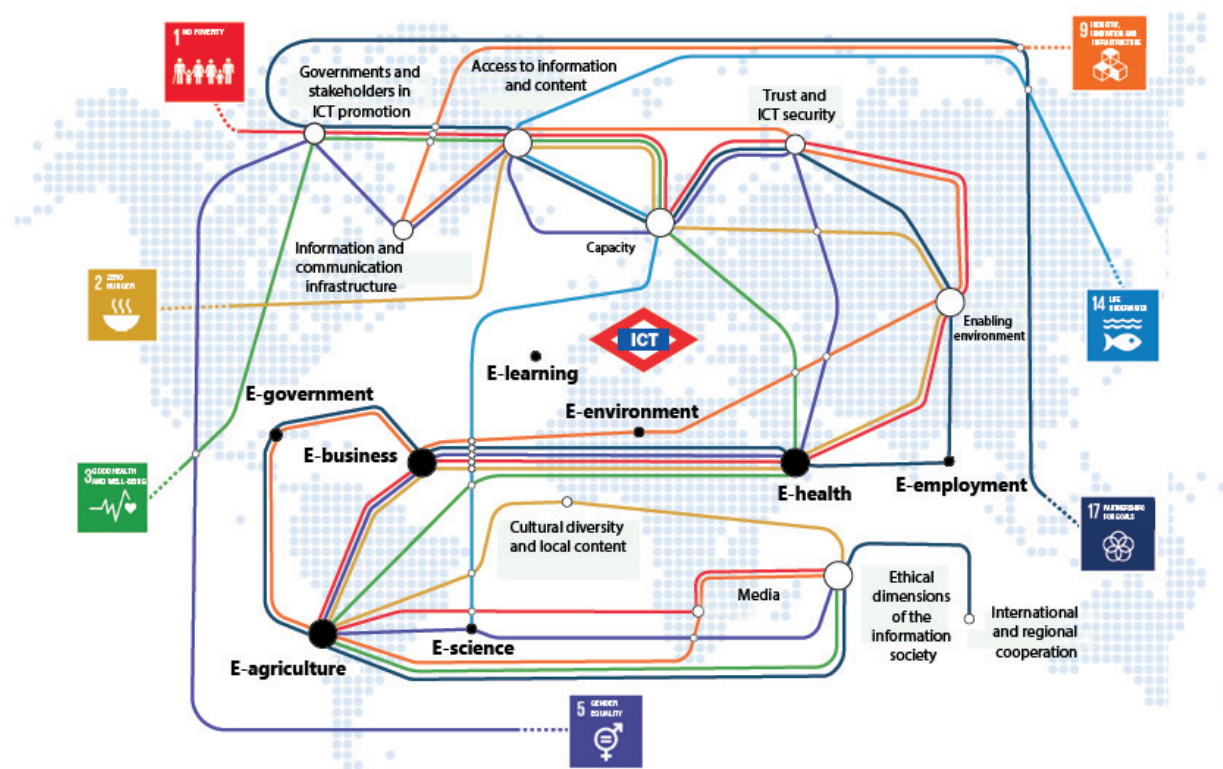 1 NO POVERTY
Governments and
stakeholders in
ICT promotion
Access to information
and content
Trust and
ICT security
9 INDUSTRY,
INNOVATION AND
INFRASTRUCTURE
Information and
communication
infrastructure
Capacity
2 ZERO
HUNGER
ICT
14 LIFE
UNDERWATER
Enabling
environment
E-learning
E-government
E-environment
E-business
E-health
E-employment
3 GOOD HEALTH
AND WELL-BEING
Cultural diversity
and local content
17 PARTNERSHIPS
FOR GOALS
Media
Ethical
dimensions
of the
information
society
International
and regional
cooperation
E-science
E-agriculture
5 GENDER
EQUALITY